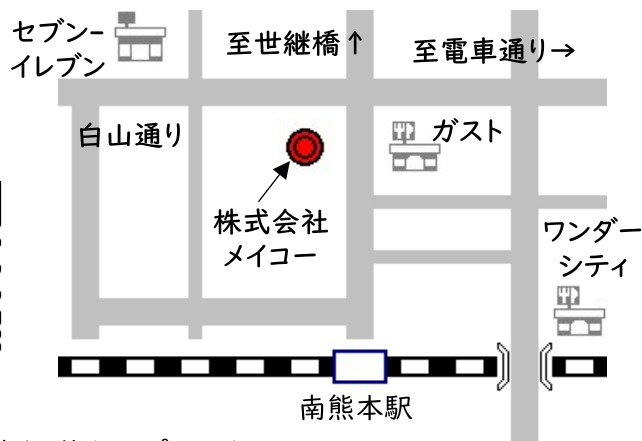 セブン-
イレブン
至世継橋↑
至電車通り→
白山通り
ガスト
株式会社
メイコー
ワンダー
シティ
南熊本駅